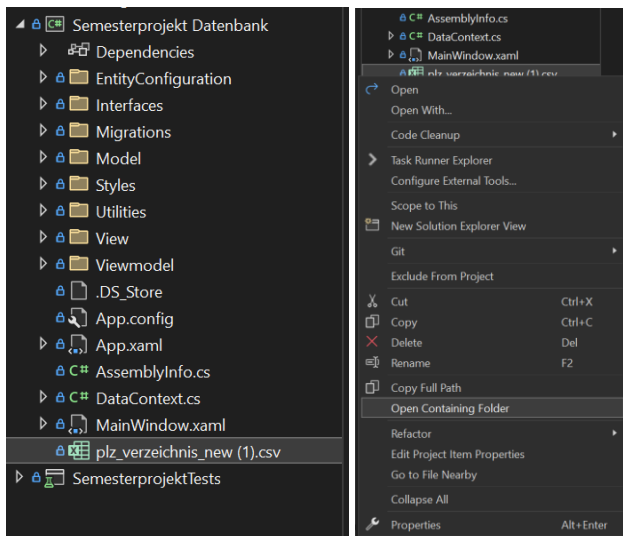 Semesterprojekt Datenbank
Dependencies
EntityConfiguration
Interfaces
Migrations
Model
Styles
Utilities
View
Viewmodel
.DS_Store
App.config
App.xaml
C# AssemblyInfo.cs
C# DataContext.cs
MainWindow.xaml
plz_verzeichnis_new (1).csv
SemesterprojektTests
C# AssemblyInfo.cs
C# DataContext.cs
MainWindow.xaml
plz_verzeichnis_new (1).csv
Open
Open With...
Code Cleanup
Task Runner Explorer
Configure External Tools...
Scope to This
New Solution Explorer View
Git
Exclude From Project
Cut Ctrl+X
Copy Ctrl+C
Delete Del
Rename F2
Copy Full Path
Open Containing Folder
Refactor
Edit Project Item Properties
Go to File Nearby
Collapse All
Properties Alt+Enter